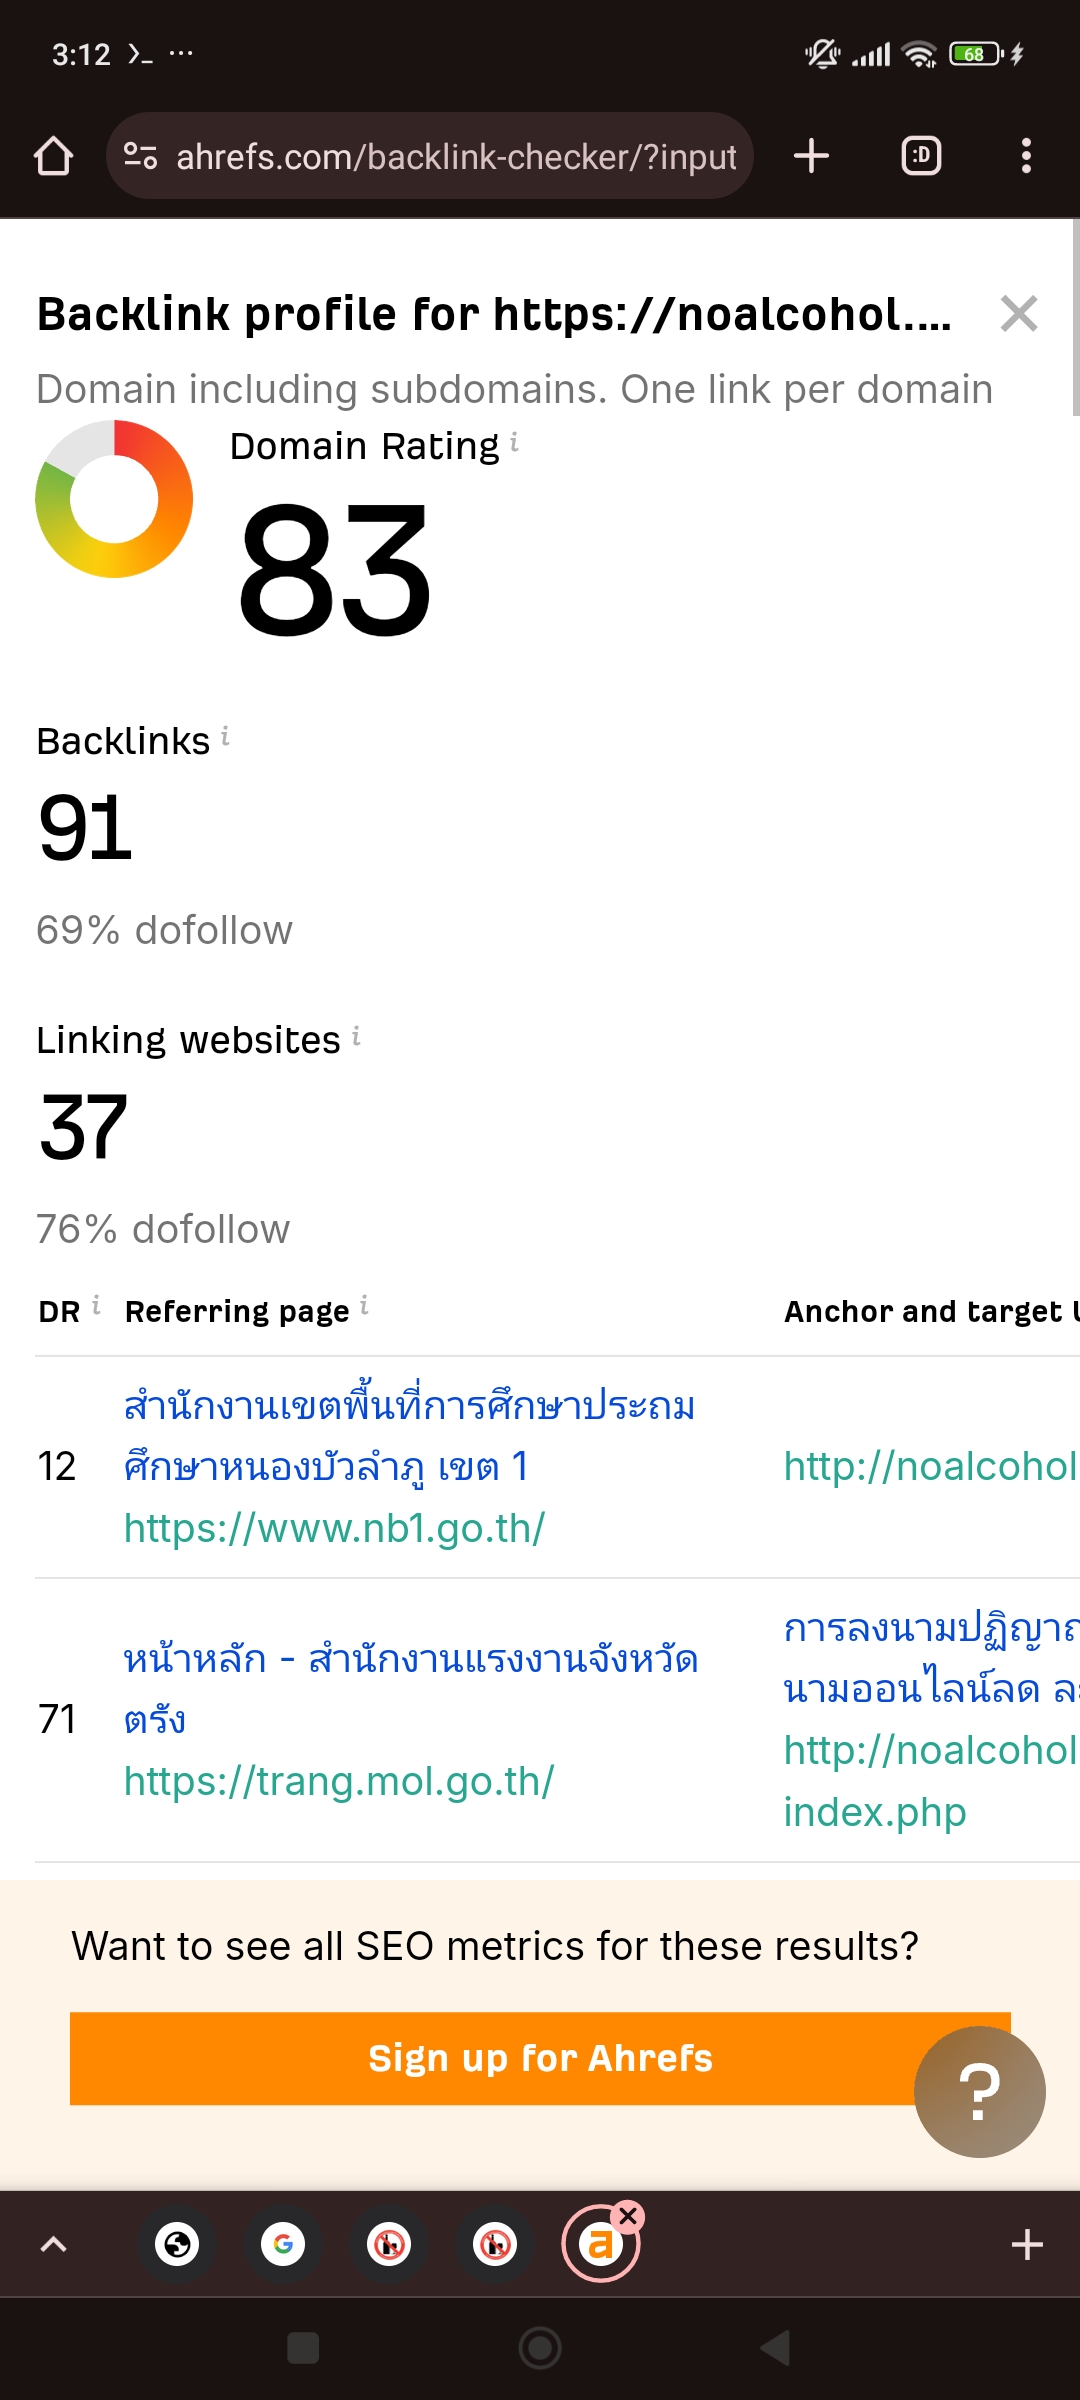 3:12
68
ahrefs.com/backlink-checker/?input
:D
Backlink profile for https://noalcohol....
Domain including subdomains. One link per domain
Domain Rating i
83
Backlinks i
91
69% dofollow
Linking websites i
37
76% dofollow
DR i Referring page i Anchor and target U
สำนักงานเขตพื้นที่การศึกษาประถม
12 ศึกษาหนองบัวลำภู เขต 1 http://noalcohol
https://www.nb1.go.th/
การลงนามปฏิญาณ
หน้าหลัก - สำนักงานแรงงานจังหวัด
นามออนไลน์ลด ละ
71 ตรัง
http://noalcohol
https://trang.mol.go.th/
index.php
Want to see all SEO metrics for these results?
Sign up for Ahrefs
?